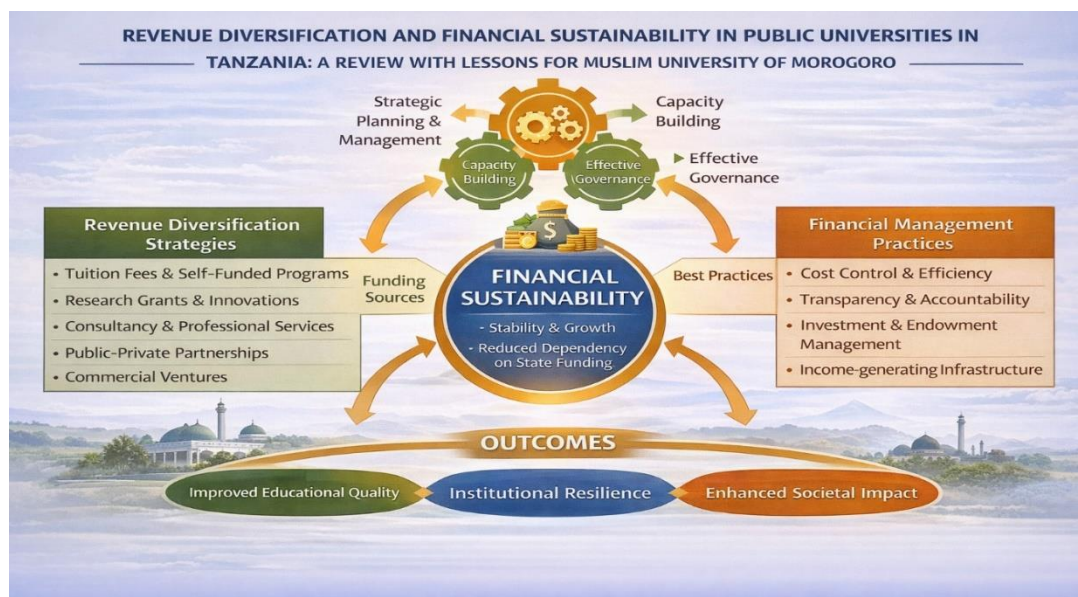 REVENUE DIVERSIFICATION AND FINANCIAL SUSTAINABILITY IN PUBLIC UNIVERSITIES IN
TANZANIA: A REVIEW WITH LESSONS FOR MUSLIM UNIVERSITY OF MOROGORO
Strategic
Planning &
Management
Capacity
Building
Capacity
Building
Effective
Governance
Effective
Governance
Revenue Diversification
Strategies
• Tuition Fees & Self-Funded Programs
• Research Grants & Innovations
• Consultancy & Professional Services
• Public-Private Partnerships
• Commercial Ventures
Funding
Sources
$
FINANCIAL
SUSTAINABILITY
- Stability & Growth
- Reduced Dependency
on State Funding
Best Practices
Financial Management
Practices
• Cost Control & Efficiency
• Transparency & Accountability
• Investment & Endowment
Management
• Income-generating Infrastructure
OUTCOMES
Improved Educational Quality
Institutional Resilience
Enhanced Societal Impact